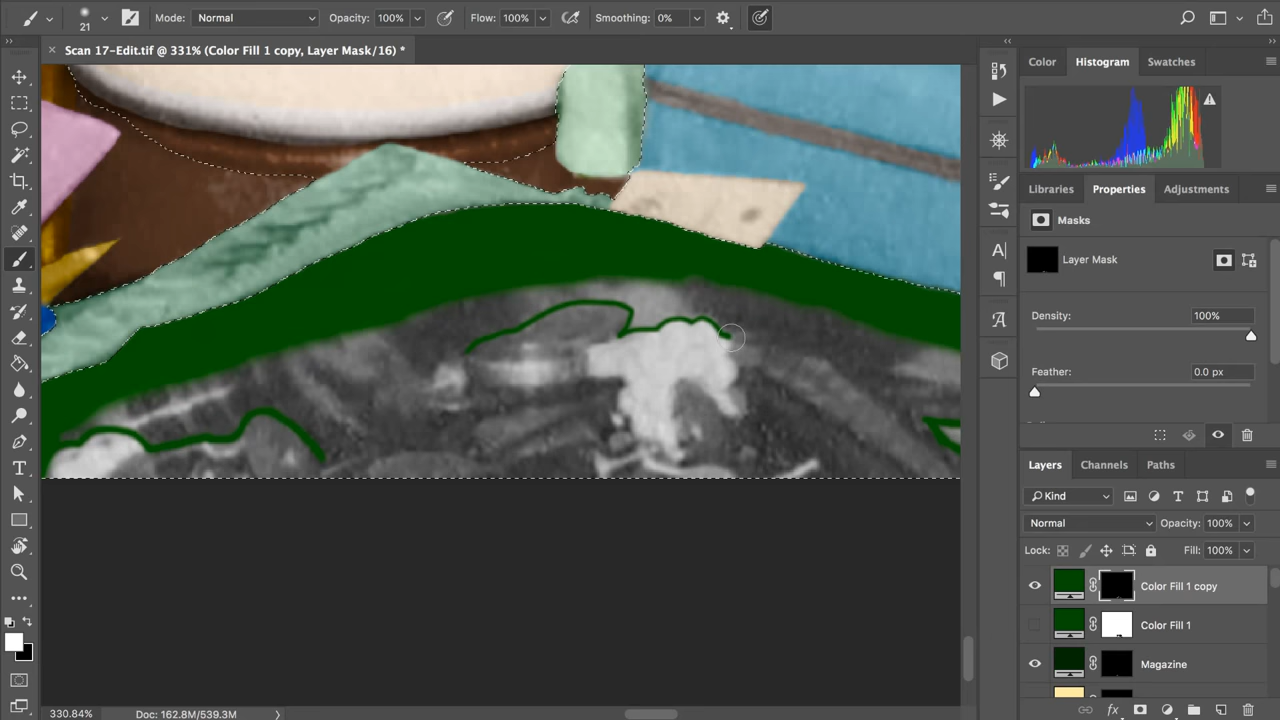 21 Mode: Normal Opacity: 100% Flow: 100% Smoothing: 0%
× Scan 17-Edit.tif @ 331% (Color Fill 1 copy, Layer Mask/16) *
Color Histogram Swatches
Libraries Properties Adjustments
Masks
Layer Mask
Density: 100%
Feather: 0.0 px
Layers Channels Paths
Kind
Normal Opacity: 100%
Lock: Fill: 100%
Color Fill 1 copy
Color Fill 1
Magazine
fx
330.84% Doc: 162.8M/539.3M